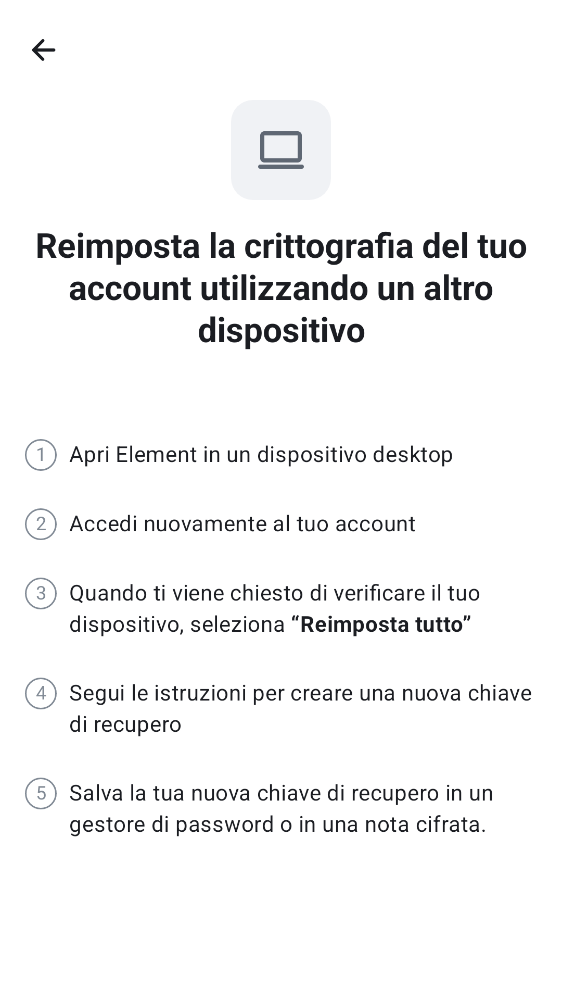 Reimposta la crittografia del tuo
account utilizzando un altro
dispositivo
1 Apri Element in un dispositivo desktop
2 Accedi nuovamente al tuo account
3 Quando ti viene chiesto di verificare il tuo
dispositivo, seleziona “Reimposta tutto”
4 Segui le istruzioni per creare una nuova chiave
di recupero
5 Salva la tua nuova chiave di recupero in un
gestore di password o in una nota cifrata.